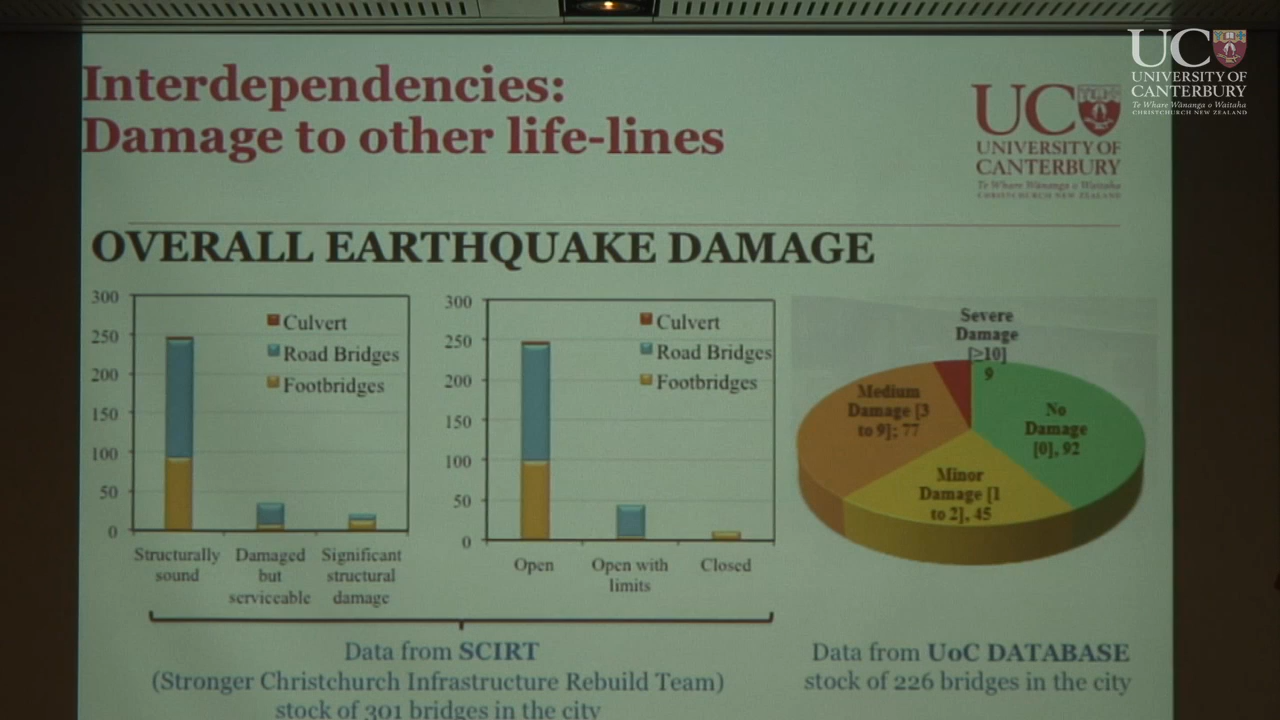 Interdependencies:
Damage to other life-lines
UC
UNIVERSITY OF
CANTERBURY
Te Whare Wānanga o Waitaha
CHRISTCHURCH NEW ZEALAND
UC
UNIVERSITY OF
CANTERBURY
Te Whare Wānanga o Waitaha
CHRISTCHURCH NEW ZEALAND
OVERALL EARTHQUAKE DAMAGE
300
250
200
150
100
50
0
Culvert
Road Bridges
Footbridges
Structurally
sound
Damaged
but
serviceable
Significant
structural
damage
300
250
200
150
100
50
0
Culvert
Road Bridges
Footbridges
Open
Open with
limits
Closed
Severe
Damage
[≥10]
9
Medium
Damage [3
to 9]; 77
No
Damage
[0], 92
Minor
Damage [1
to 2], 45
Data from SCIRT
(Stronger Christchurch Infrastructure Rebuild Team)
stock of 301 bridges in the city
Data from UoC DATABASE
stock of 226 bridges in the city